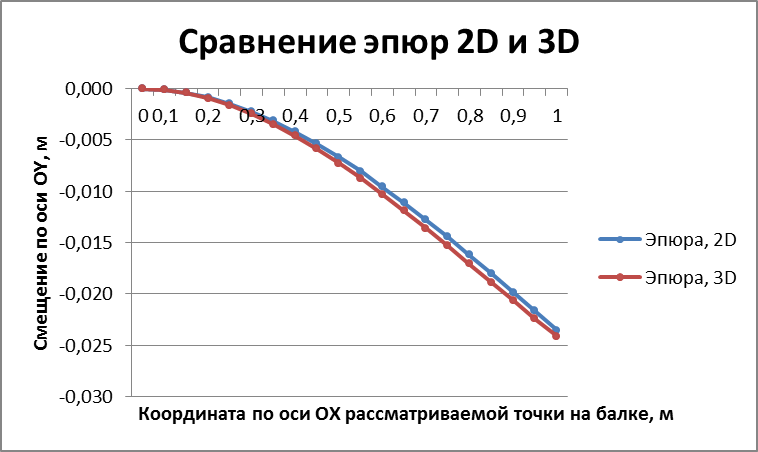 Сравнение эпюр 2D и 3D
0,000
-0,005
-0,010
-0,015
-0,020
-0,025
-0,030
0 0,1 0,2 0,3 0,4 0,5 0,6 0,7 0,8 0,9 1
Смещение по оси OY, м
Координата по оси OX рассматриваемой точки на балке, м
Эпюра, 2D
Эпюра, 3D